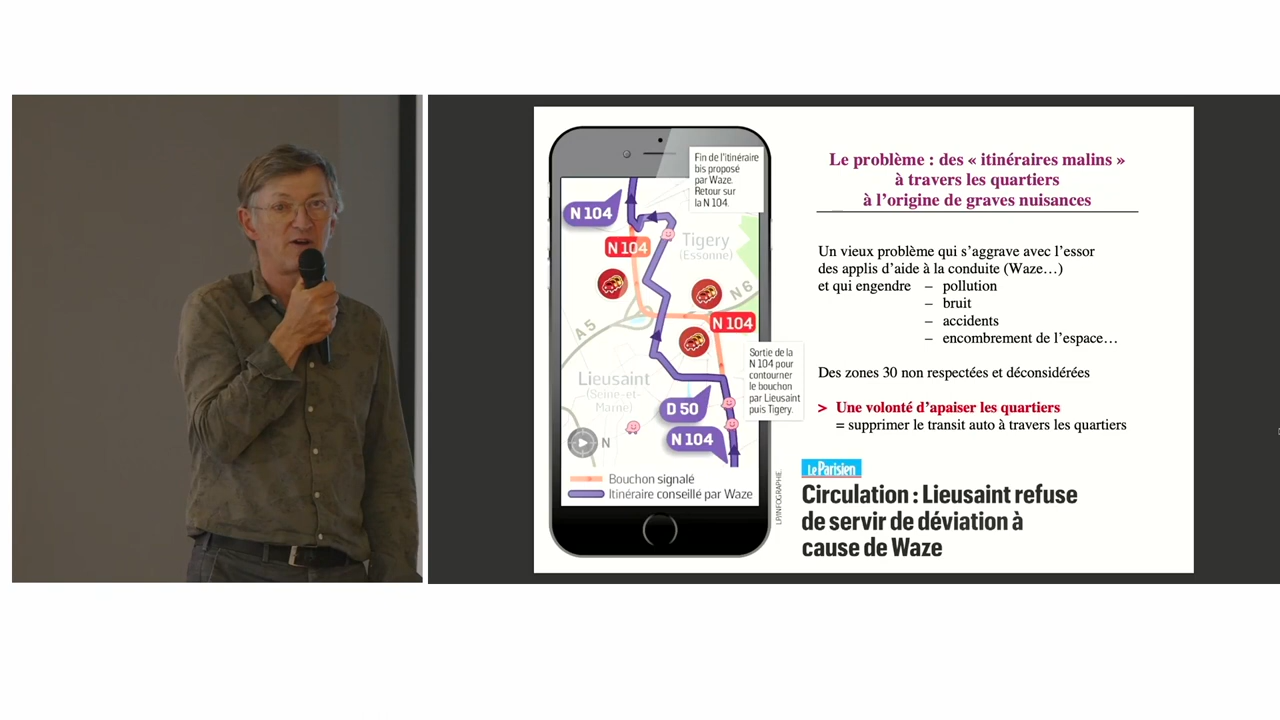 Fin de l'itinéraire
bis proposé
par Waze.
Retour sur
la N 104.
N 104
N 104
Tigery
(Essonne)
N 6
A 5
N 104
Lieusaint
(Seine-et-
Marne)
Sortie de la
N 104 pour
contourner
le bouchon
par Lieusaint
puis Tigery.
D 50
N 104
N
Bouchon signalé
Itinéraire conseillé par Waze
LP/INFOGRAPHIE.
Le problème : des « itinéraires malins »
à travers les quartiers
à l'origine de graves nuisances
Un vieux problème qui s'aggrave avec l'essor
des applis d'aide à la conduite (Waze…)
et qui engendre – pollution
– bruit
– accidents
– encombrement de l'espace…
Des zones 30 non respectées et déconsidérées
> Une volonté d'apaiser les quartiers
= supprimer le transit auto à travers les quartiers
Le Parisien
Circulation : Lieusaint refuse
de servir de déviation à
cause de Waze